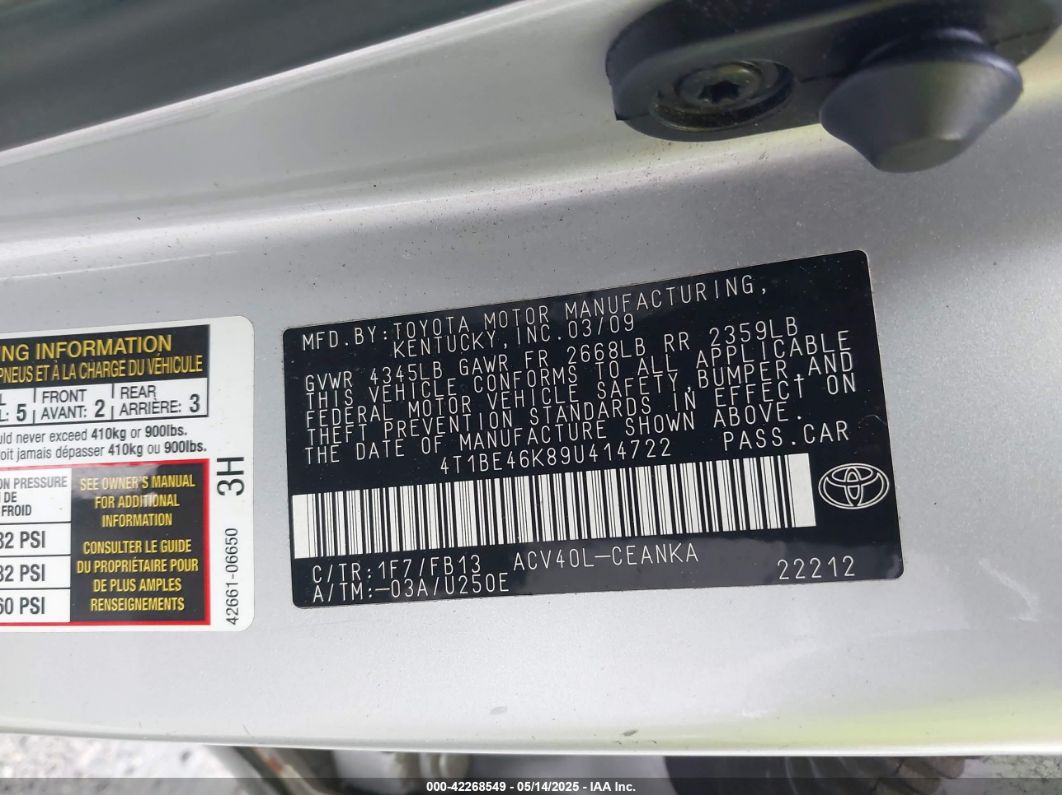 MFD.BY:TOYOTA MOTOR MANUFACTURING,
KENTUCKY,INC.03/09
GVWR 4345LB GAWR FR 2668LB RR 2359LB
THIS VEHICLE CONFORMS TO ALL APPLICABLE
FEDERAL MOTOR VEHICLE SAFETY,BUMPER,AND
THEFT PREVENTION STANDARDS IN EFFECT ON
THE DATE OF MANUFACTURE SHOWN ABOVE.
4T1BE46K89U414722 PASS.CAR
C/TR:1F7/FB13 ACV40L-CEANKA
A/TM:-03A/U250E 22212
ING INFORMATION
PNEUS ET À LA CHARGE DU VÉHICULE
5 FRONT REAR
AVANT: 2 ARRIÈRE: 3
never exceed 410kg or 900lbs.
jamais dépasser 410kg ou 900lbs.
PRESSURE
DE
FROID
32 PSI
32 PSI
60 PSI
SEE OWNER'S MANUAL
FOR ADDITIONAL
INFORMATION
CONSULTER LE GUIDE
DU PROPRIÉTAIRE POUR
DE PLUS AMPLES
RENSEIGNEMENTS
3H
42661-06650
000-42268549 - 05/14/2025 - IAA Inc.